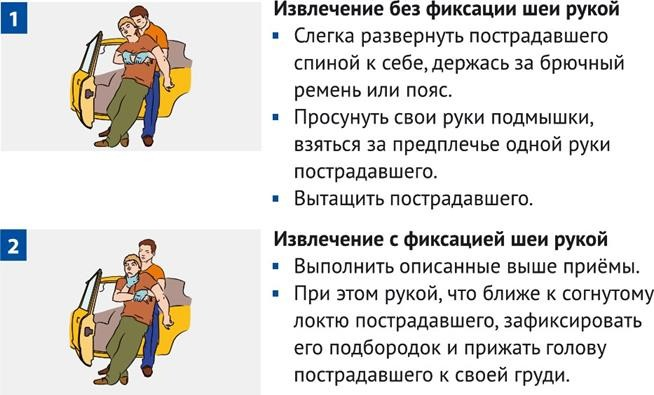 1
Извлечение без фиксации шеи рукой
▪ Слегка развернуть пострадавшего
спиной к себе, держась за брючный
ремень или пояс.
▪ Просунуть свои руки подмышки,
взяться за предплечье одной руки
пострадавшего.
▪ Вытащить пострадавшего.
2
Извлечение с фиксацией шеи рукой
▪ Выполнить описанные выше приёмы.
▪ При этом рукой, что ближе к согнутому
локтю пострадавшего, зафиксировать
его подбородок и прижать голову
пострадавшего к своей груди.